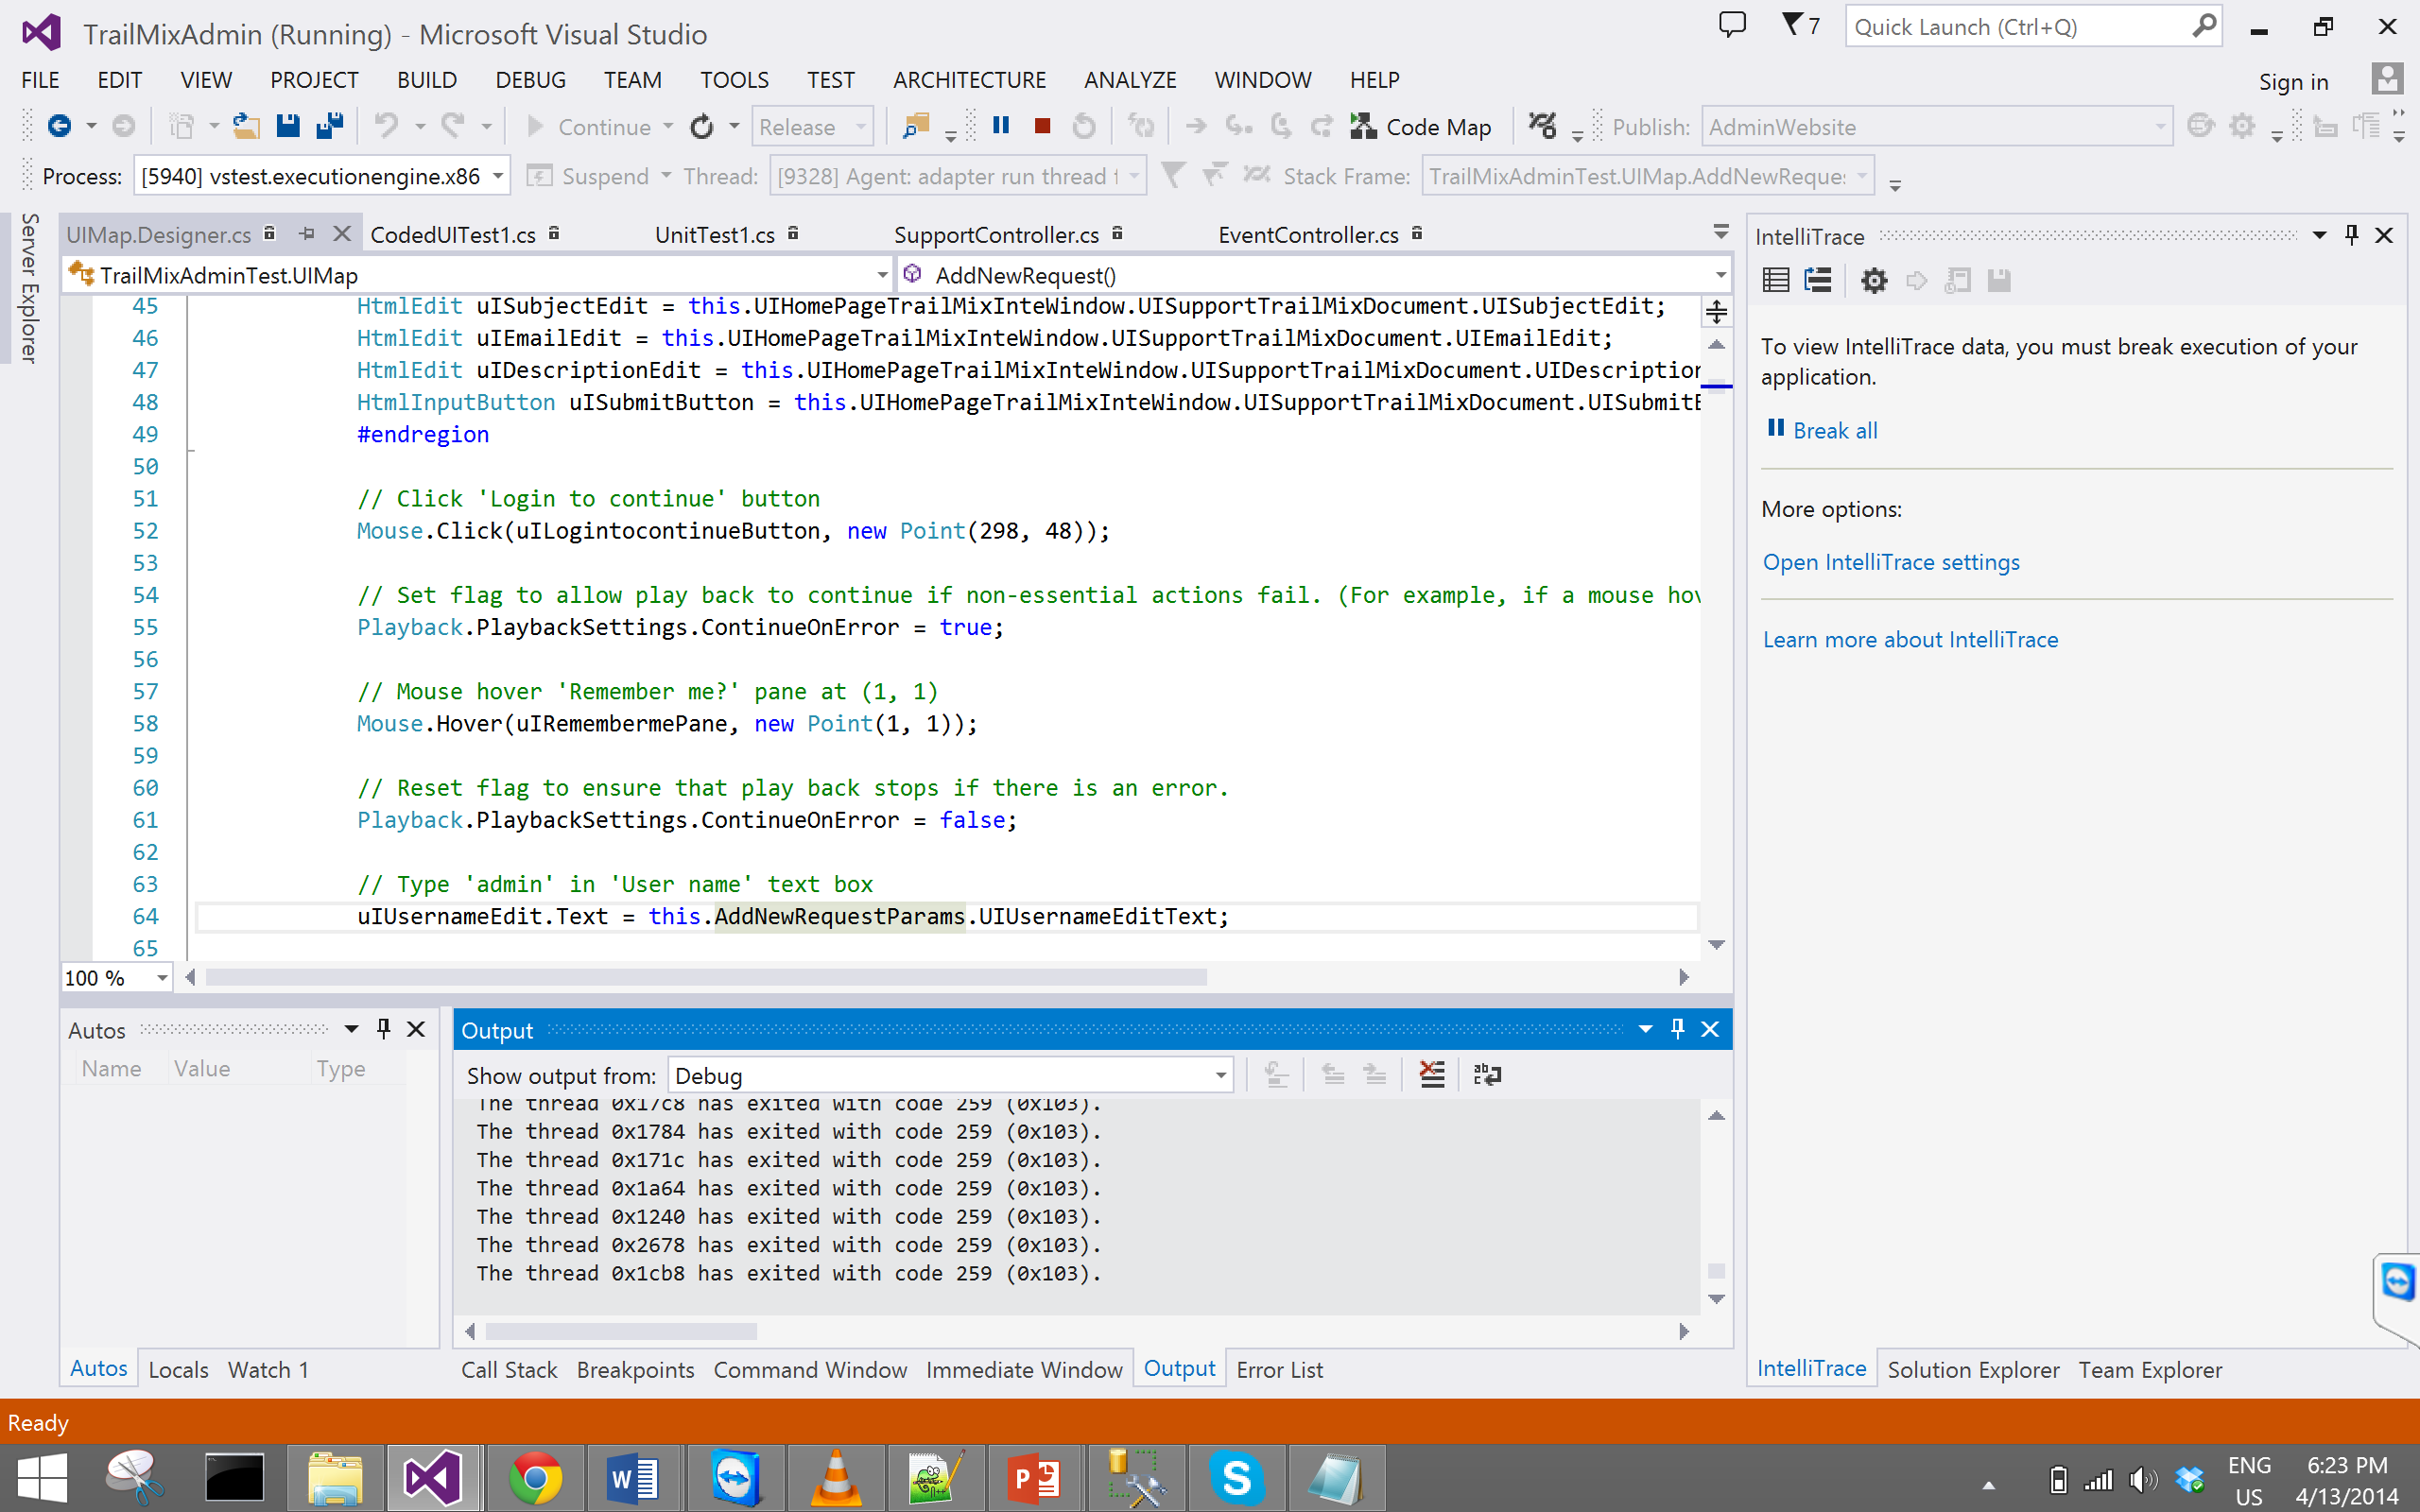 TrailMixAdmin (Running) - Microsoft Visual Studio
7
Quick Launch (Ctrl+Q)
FILE EDIT VIEW PROJECT BUILD DEBUG TEAM TOOLS TEST ARCHITECTURE ANALYZE WINDOW HELP
Sign in
Continue Release Code Map Publish: AdminWebsite
Process: [5940] vstest.executionengine.x86 Suspend Thread: [9328] Agent: adapter run thread f Stack Frame: TrailMixAdminTest.UIMap.AddNewReque
Server Explorer
UIMap.Designer.cs CodedUITest1.cs UnitTest1.cs SupportController.cs EventController.cs
TrailMixAdminTest.UIMap AddNewRequest()
45 HtmlEdit uISubjectEdit = this.UIHomePageTrailMixInteWindow.UISupportTrailMixDocument.UISubjectEdit;
46 HtmlEdit uIEmailEdit = this.UIHomePageTrailMixInteWindow.UISupportTrailMixDocument.UIEmailEdit;
47 HtmlEdit uIDescriptionEdit = this.UIHomePageTrailMixInteWindow.UISupportTrailMixDocument.UIDescription
48 HtmlInputButton uISubmitButton = this.UIHomePageTrailMixInteWindow.UISupportTrailMixDocument.UISubmitB
49 #endregion
50
51 // Click 'Login to continue' button
52 Mouse.Click(uILogintocontinueButton, new Point(298, 48));
53
54 // Set flag to allow play back to continue if non-essential actions fail. (For example, if a mouse hov
55 Playback.PlaybackSettings.ContinueOnError = true;
56
57 // Mouse hover 'Remember me?' pane at (1, 1)
58 Mouse.Hover(uIRemembermePane, new Point(1, 1));
59
60 // Reset flag to ensure that play back stops if there is an error.
61 Playback.PlaybackSettings.ContinueOnError = false;
62
63 // Type 'admin' in 'User name' text box
64 uIUsernameEdit.Text = this.AddNewRequestParams.UIUsernameEditText;
65
100 %
IntelliTrace
To view IntelliTrace data, you must break execution of your
application.
Break all
More options:
Open IntelliTrace settings
Learn more about IntelliTrace
Autos
Name Value Type
Output
Show output from: Debug
The thread 0x17c8 has exited with code 259 (0x103).
The thread 0x1784 has exited with code 259 (0x103).
The thread 0x171c has exited with code 259 (0x103).
The thread 0x1a64 has exited with code 259 (0x103).
The thread 0x1240 has exited with code 259 (0x103).
The thread 0x2678 has exited with code 259 (0x103).
The thread 0x1cb8 has exited with code 259 (0x103).
Autos Locals Watch 1
Call Stack Breakpoints Command Window Immediate Window Output Error List
IntelliTrace Solution Explorer Team Explorer
Ready
ENG
US
6:23 PM
4/13/2014